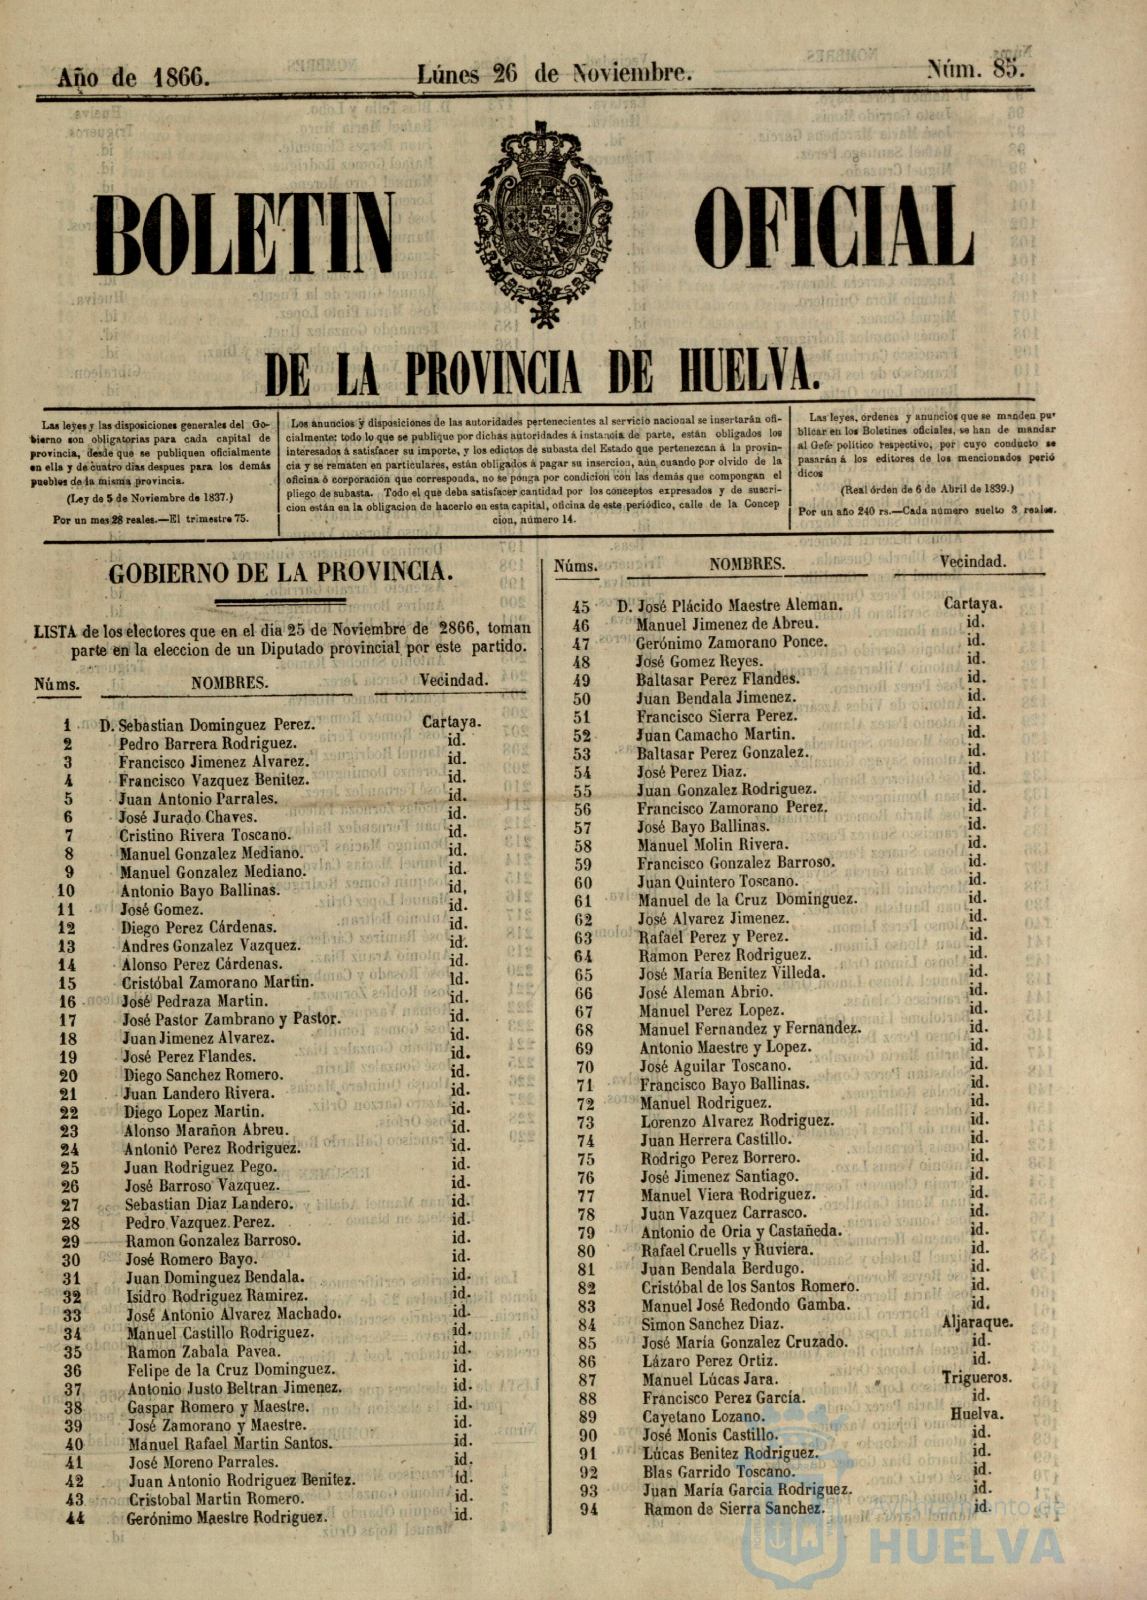 Año de 1866.
Lúnes 26 de Noviembre.
Núm. 85.
BOLETIN OFICIAL
DE LA PROVINCIA DE HUELVA.
Las leyes y las disposiciones generales del Go-
bierno son obligatorias para cada capital de
provincia, desde que se publiquen oficialmente
en ella y de cuatro dias despues para los demás
pueblos de la misma provincia.
(Ley de 5 de Noviembre de 1837.)
Por un mes 28 reales.—El trimestre 75.
Los anuncios y disposiciones de las autoridades pertenecientes al servicio nacional se insertarán ofi-
cialmente: todo lo que se publique por dichas autoridades á instancia de parte, están obligados los
interesados á satisfacer su importe, y los edictos de subasta del Estado que pertenezcan á la provin-
cia y se rematen en particulares, están obligados á pagar su insercion, aún cuando por olvido de la
oficina ó corporacion que corresponda, no se ponga por condicion con las demás que compongan el
pliego de subasta. Todo el que deba satisfacer cantidad por los conceptos expresados y de suscri-
cion están en la obligacion de hacerlo en esta capital, oficina de este periódico, calle de la Concep
cion, número 14.
Las leyes, órdenes y anuncios que se manden pu-
blicar en los Boletines oficiales, se han de mandar
al Gefe político respectivo, por cuyo conducto se
pasarán á los editores de los mencionados perió
dicos
(Real órden de 6 de Abril de 1839.)
Por un año 240 rs.—Cada número suelto 3 reales.
GOBIERNO DE LA PROVINCIA.
LISTA de los electores que en el dia 25 de Noviembre de 2866, toman
parte en la eleccion de un Diputado provincial por este partido.
Núms. NOMBRES. Vecindad.
1 D. Sebastian Dominguez Perez. Cartaya.
2 Pedro Barrera Rodriguez. id.
3 Francisco Jimenez Alvarez. id.
4 Francisco Vazquez Benitez. id.
5 Juan Antonio Parrales. id.
6 José Jurado Chaves. id.
7 Cristino Rivera Toscano. id.
8 Manuel Gonzalez Mediano. id.
9 Manuel Gonzalez Mediano. id.
10 Antonio Bayo Ballinas. id,
11 José Gomez. id.
12 Diego Perez Cárdenas. id.
13 Andres Gonzalez Vazquez. id.
14 Alonso Perez Cárdenas. id.
15 Cristóbal Zamorano Martin. Id.
16 José Pedraza Martin. id.
17 José Pastor Zambrano y Pastor. id.
18 Juan Jimenez Alvarez. id.
19 José Perez Flandes. id.
20 Diego Sanchez Romero. id.
21 Juan Landero Rivera. id.
22 Diego Lopez Martin. id.
23 Alonso Marañon Abreu. id.
24 Antonio Perez Rodriguez. id.
25 Juan Rodriguez Pego. id.
26 José Barroso Vazquez. id.
27 Sebastian Diaz Landero. id.
28 Pedro Vazquez Perez. id.
29 Ramon Gonzalez Barroso. id.
30 José Romero Bayo. id.
31 Juan Dominguez Bendala. id.
32 Isidro Rodriguez Ramirez. id.
33 José Antonio Alvarez Machado. id.
34 Manuel Castillo Rodriguez. id.
35 Ramon Zabala Pavea. id.
36 Felipe de la Cruz Dominguez. id.
37 Antonio Justo Beltran Jimenez. id.
38 Gaspar Romero y Maestre. id.
39 José Zamorano y Maestre. id.
40 Manuel Rafael Martin Santos. id.
41 José Moreno Parrales. id.
42 Juan Antonio Rodriguez Benitez. id.
43 Cristobal Martin Romero. id.
44 Gerónimo Maestre Rodriguez. id.
Núms. NOMBRES. Vecindad.
45 D. José Plácido Maestre Aleman. Cartaya.
46 Manuel Jimenez de Abreu. id.
47 Gerónimo Zamorano Ponce. id.
48 José Gomez Reyes. id.
49 Baltasar Perez Flandes. id.
50 Juan Bendala Jimenez. id.
51 Francisco Sierra Perez. id.
52 Juan Camacho Martin. id.
53 Baltasar Perez Gonzalez. id.
54 José Perez Diaz. id.
55 Juan Gonzalez Rodriguez. id.
56 Francisco Zamorano Perez. id.
57 José Bayo Ballinas. id.
58 Manuel Molin Rivera. id.
59 Francisco Gonzalez Barroso. id.
60 Juan Quintero Toscano. id.
61 Manuel de la Cruz Dominguez. id.
62 José Alvarez Jimenez. id.
63 Rafael Perez y Perez. id.
64 Ramon Perez Rodriguez. id.
65 José María Benitez Villeda. id.
66 José Aleman Abrio. id.
67 Manuel Perez Lopez. id.
68 Manuel Fernandez y Fernandez. id.
69 Antonio Maestre y Lopez. id.
70 José Aguilar Toscano. id.
71 Francisco Bayo Ballinas. id.
72 Manuel Rodriguez. id.
73 Lorenzo Alvarez Rodriguez. id.
74 Juan Herrera Castillo. id.
75 Rodrigo Perez Borrero. id.
76 José Jimenez Santiago. id.
77 Manuel Viera Rodriguez. id.
78 Juan Vazquez Carrasco. id.
79 Antonio de Oria y Castañeda. id.
80 Rafael Cruells y Ruviera. id.
81 Juan Bendala Berdugo. id.
82 Cristóbal de los Santos Romero. id.
83 Manuel José Redondo Gamba. id.
84 Simon Sanchez Diaz. Aljaraque.
85 José María Gonzalez Cruzado. id.
86 Lázaro Perez Ortiz. id.
87 Manuel Lúcas Jara. Trigueros.
88 Francisco Perez García. id.
89 Cayetano Lozano. Huelva.
90 José Monis Castillo. id.
91 Lúcas Benitez Rodriguez. id.
92 Blas Garrido Toscano. id.
93 Juan María Garcia Rodriguez. id.
94 Ramon de Sierra Sanchez. id.
Ayuntamiento de
HUELVA